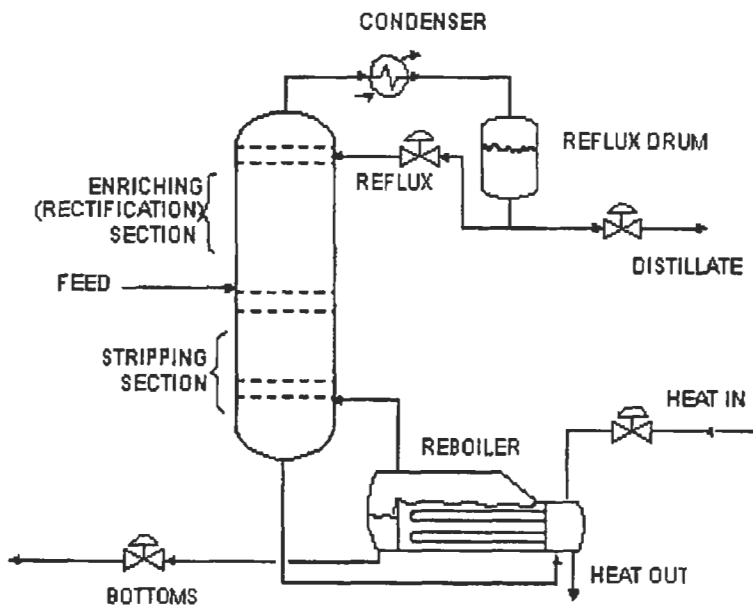 CONDENSER
REFLUX DRUM
ENRICHING
(RECTIFICATION)
SECTION
REFLUX
DISTILLATE
FEED
STRIPPING
SECTION
HEAT IN
REBOILER
HEAT OUT
BOTTOMS